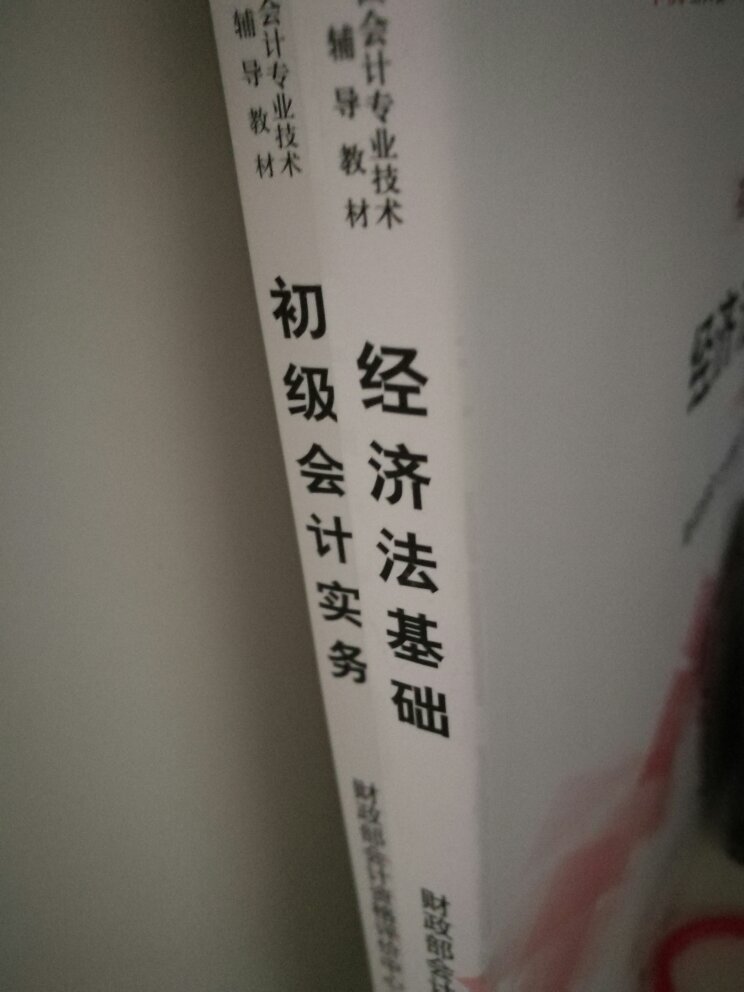 会计专业技术
辅导教材
初级会计实务
财政部会计资格评价中心
会计专业技术
辅导教材
经济法基础
财政部会计
经济